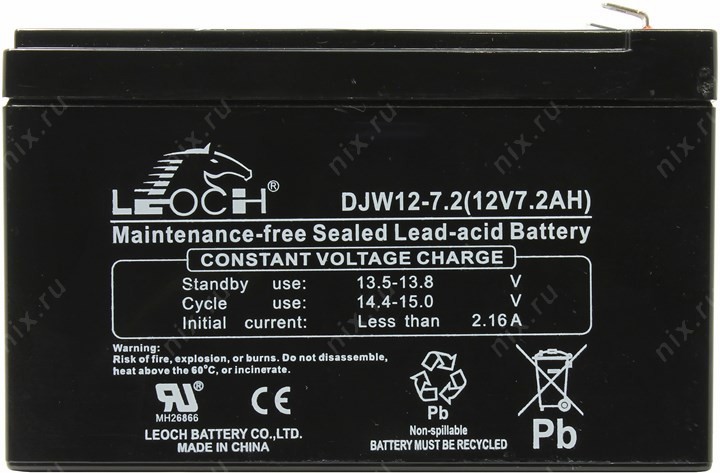 LEOCH®
DJW12-7.2(12V7.2AH)
Maintenance-free Sealed Lead-acid Battery
CONSTANT VOLTAGE CHARGE
Standby use: 13.5-13.8 V
Cycle use: 14.4-15.0 V
Initial current: Less than 2.16A
Warning:
Risk of fire, explosion, or burns. Do not disassemble,
heat above the 60°C, or incinerate.
RU®
MH26866
CE
Pb
Non-spillable
BATTERY MUST BE RECYCLED
Pb
LEOCH BATTERY CO.,LTD.
MADE IN CHINA
nix.ru